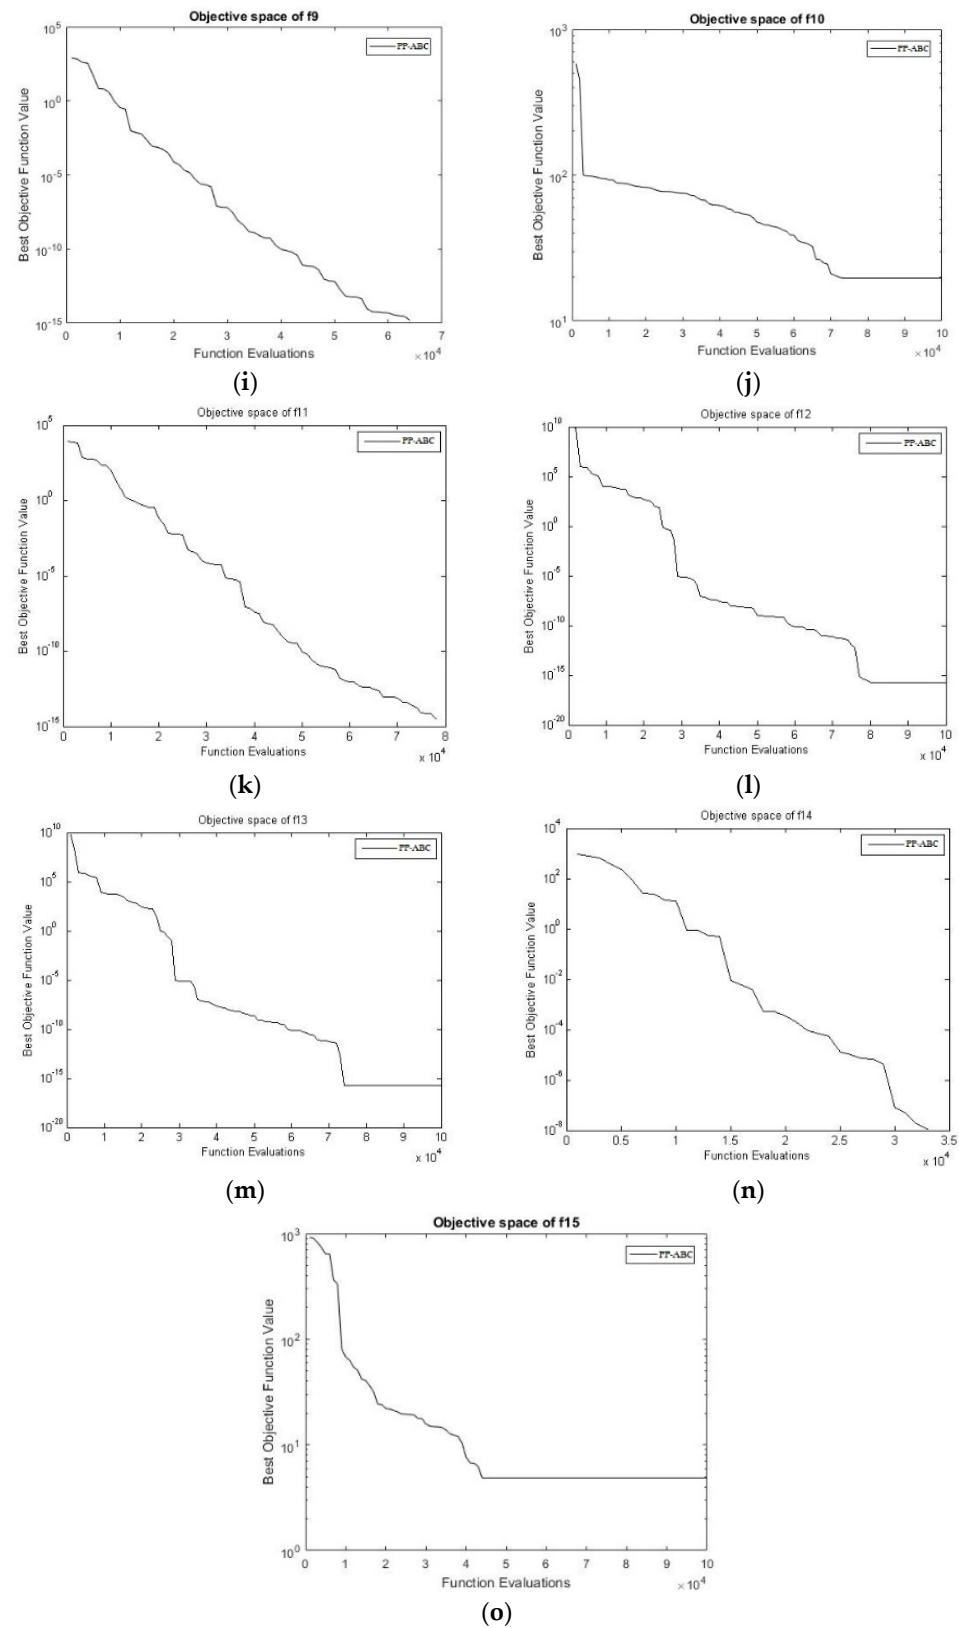 Objective space of f9
PP-ABC
Best Objective Function Value
10^5
10^0
10^-5
10^-10
10^-15
0 1 2 3 4 5 6 7
Function Evaluations
×10^4
(i)
Objective space of f10
PP-ABC
Best Objective Function Value
10^3
10^2
10^1
0 1 2 3 4 5 6 7 8 9 10
Function Evaluations
×10^4
(j)
Objective space of f11
PP-ABC
Best Objective Function Value
10^5
10^0
10^-5
10^-10
10^-15
0 1 2 3 4 5 6 7 8
Function Evaluations
x 10^4
(k)
Objective space of f12
PP-ABC
Best Objective Function Value
10^10
10^5
10^0
10^-5
10^-10
10^-15
10^-20
0 1 2 3 4 5 6 7 8 9 10
Function Evaluations
x 10^4
(l)
Objective space of f13
PP-ABC
Best Objective Function Value
10^10
10^5
10^0
10^-5
10^-10
10^-15
10^-20
0 1 2 3 4 5 6 7 8 9 10
Function Evaluations
x 10^4
(m)
Objective space of f14
PP-ABC
Best Objective Function Value
10^4
10^2
10^0
10^-2
10^-4
10^-6
10^-8
0 0.5 1 1.5 2 2.5 3 3.5
Function Evaluations
x 10^4
(n)
Objective space of f15
PP-ABC
Best Objective Function Value
10^3
10^2
10^1
10^0
0 1 2 3 4 5 6 7 8 9 10
Function Evaluations
×10^4
(o)